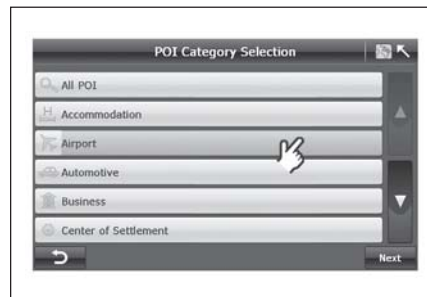 POI Category Selection
All POI
Accommodation
Airport
Automotive
Business
Center of Settlement
Next